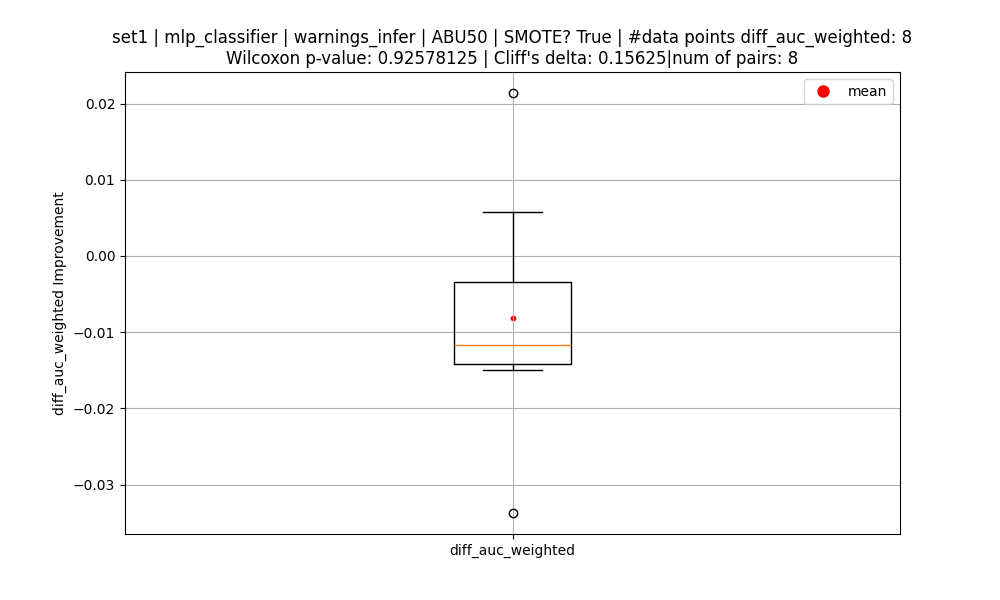 set1 | mlp_classifier | warnings_infer | ABU50 | SMOTE? True | #data points diff_auc_weighted: 8
Wilcoxon p-value: 0.92578125 | Cliff's delta: 0.15625|num of pairs: 8
mean
diff_auc_weighted Improvement
0.02
0.01
0.00
−0.01
−0.02
−0.03
diff_auc_weighted